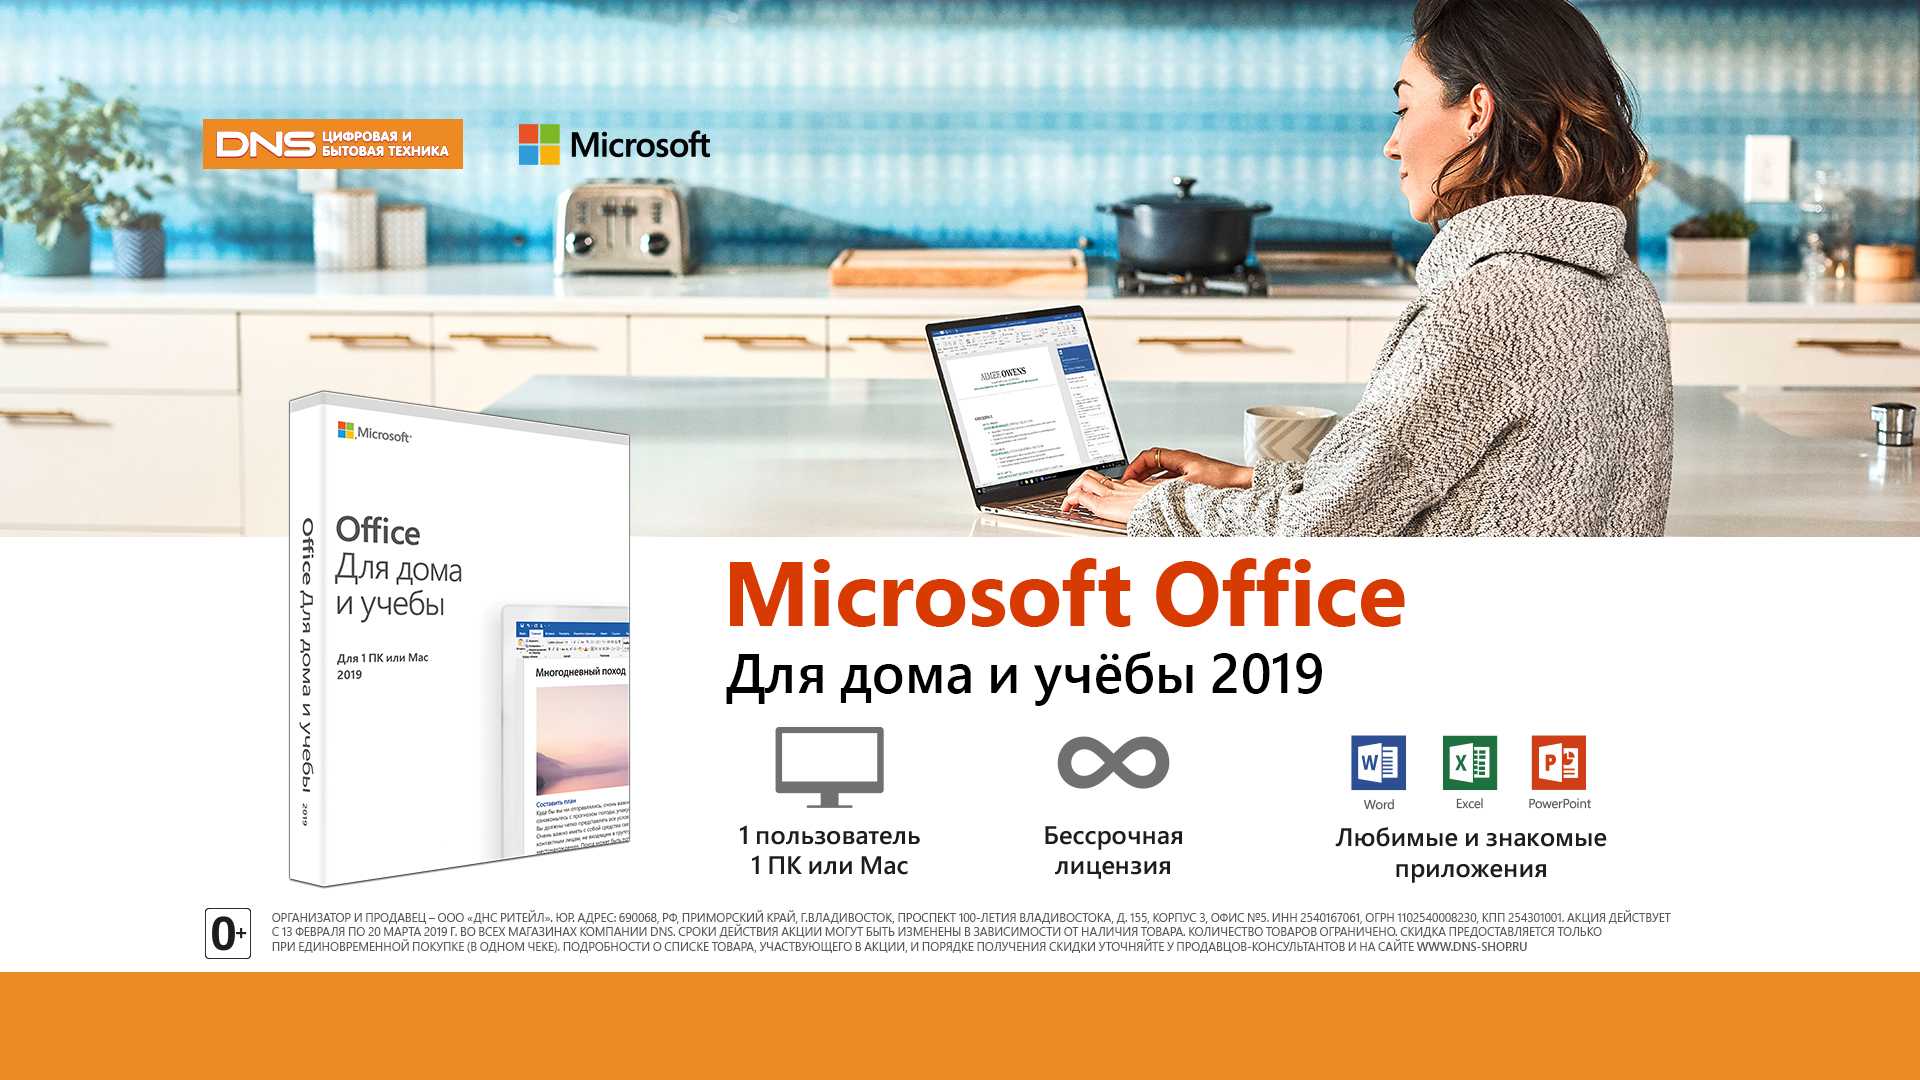 DNS ЦИФРОВАЯ И
БЫТОВАЯ ТЕХНИКА
Microsoft
AIMEE OWENS
Microsoft
Office
Для дома
и учебы
Для 1 ПК или Mac
2019
Office Для дома и учебы 2019
Многодневный поход
Составить план
Microsoft Office
Для дома и учёбы 2019
1 пользователь
1 ПК или Mac
Бессрочная
лицензия
Word Excel PowerPoint
Любимые и знакомые
приложения
0+
ОРГАНИЗАТОР И ПРОДАВЕЦ – ООО «ДНС РИТЕЙЛ». ЮР. АДРЕС: 690068, РФ, ПРИМОРСКИЙ КРАЙ, Г.ВЛАДИВОСТОК, ПРОСПЕКТ 100-ЛЕТИЯ ВЛАДИВОСТОКА, Д. 155, КОРПУС 3, ОФИС №5. ИНН 2540167061, ОГРН 1102540008230, КПП 254301001. АКЦИЯ ДЕЙСТВУЕТ
С 13 ФЕВРАЛЯ ПО 20 МАРТА 2019 Г. ВО ВСЕХ МАГАЗИНАХ КОМПАНИИ DNS. СРОКИ ДЕЙСТВИЯ АКЦИИ МОГУТ БЫТЬ ИЗМЕНЕНЫ В ЗАВИСИМОСТИ ОТ НАЛИЧИЯ ТОВАРА. КОЛИЧЕСТВО ТОВАРОВ ОГРАНИЧЕНО. СКИДКА ПРЕДОСТАВЛЯЕТСЯ ТОЛЬКО
ПРИ ЕДИНОВРЕМЕННОЙ ПОКУПКЕ (В ОДНОМ ЧЕКЕ). ПОДРОБНОСТИ О СПИСКЕ ТОВАРА, УЧАСТВУЮЩЕГО В АКЦИИ, И ПОРЯДКЕ ПОЛУЧЕНИЯ СКИДКИ УТОЧНЯЙТЕ У ПРОДАВЦОВ-КОНСУЛЬТАНТОВ И НА САЙТЕ WWW.DNS-SHOP.RU